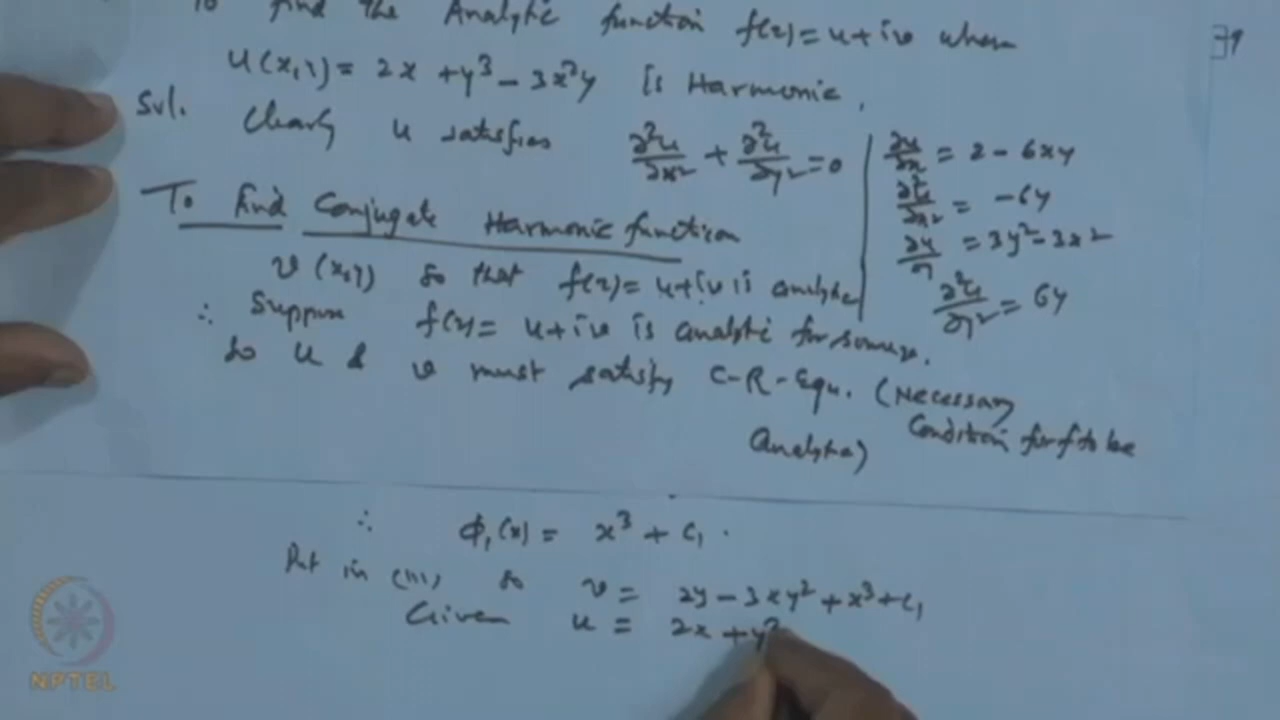 To find the Analytic function f(z) = u + iv where
u(x,y) = 2x + y³ - 3x²y is Harmonic.
Sol. Clearly u satisfies ∂²u/∂x² + ∂²u/∂y² = 0
∂u/∂x = 2 - 6xy
∂²u/∂x² = -6y
∂u/∂y = 3y² - 3x²
∂²u/∂y² = 6y
To find Conjugate Harmonic function
v(x,y) so that f(z) = u + iv is analytic
∴ Suppose f(z) = u + iv is analytic for some v.
So u & v must satisfy C-R-Equ. (Necessary
Condition for f to be
Analytic)
∴ ϕ₁(x) = x³ + C₁.
Put in (III) so v = 2y - 3xy² + x³ + C₁
Given u = 2x + y³
NPTEL